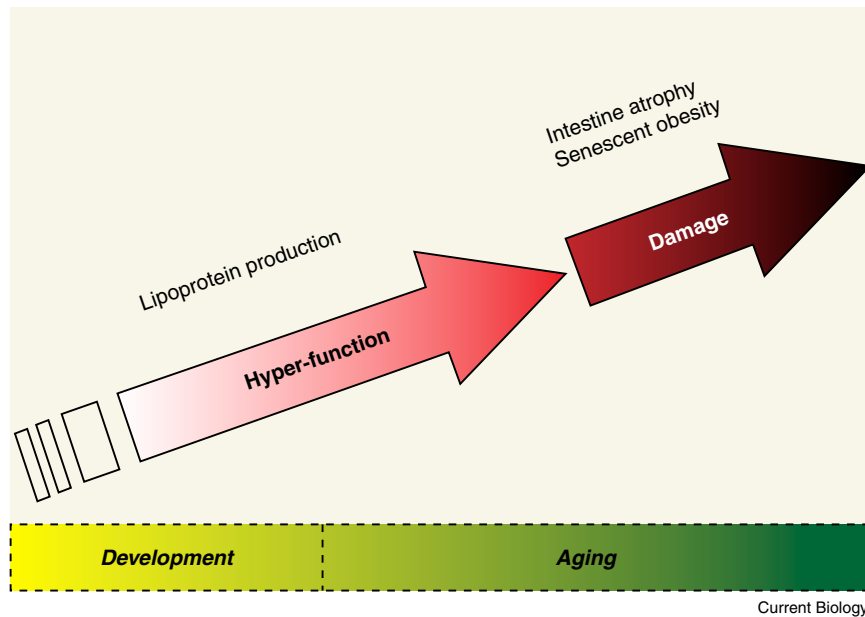 Intestine atrophy
Senescent obesity
Damage
Lipoprotein production
Hyper-function
Development
Aging
Current Biology